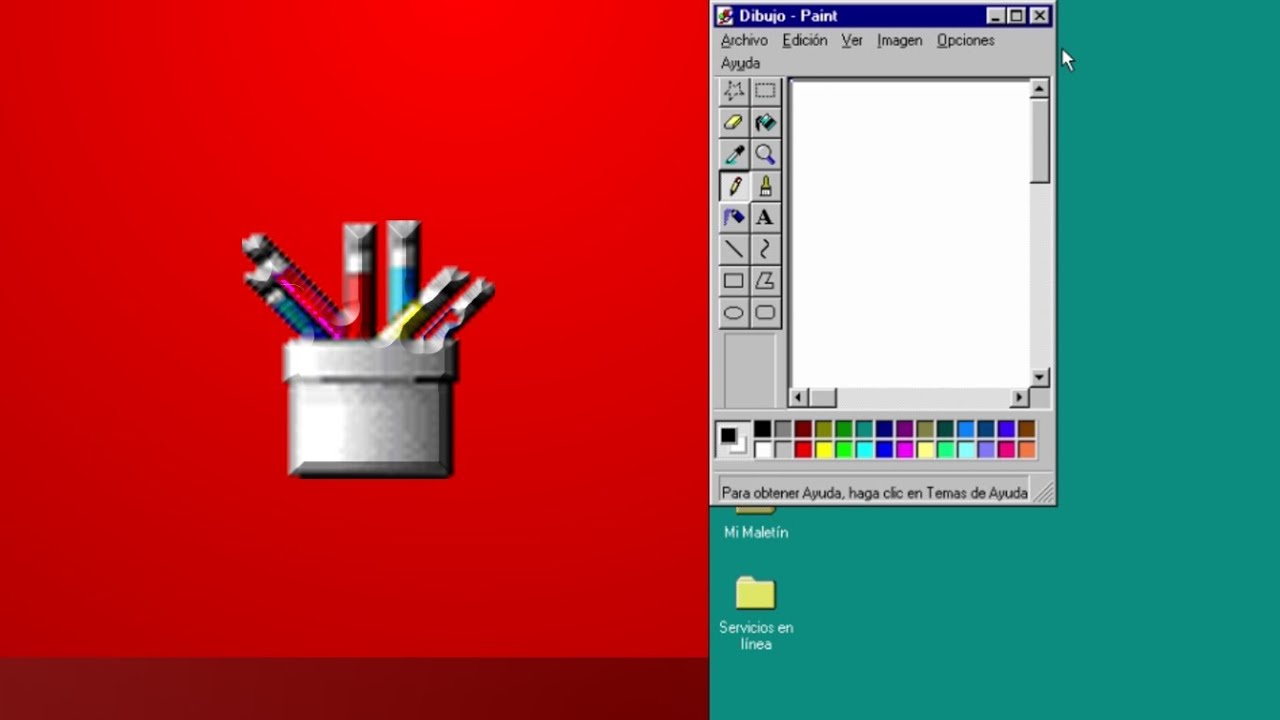 Dibujo - Paint
Archivo Edición Ver Imagen Opciones
Ayuda
A
Para obtener Ayuda, haga clic en Temas de Ayuda
Mi Maletín
Servicios en
línea